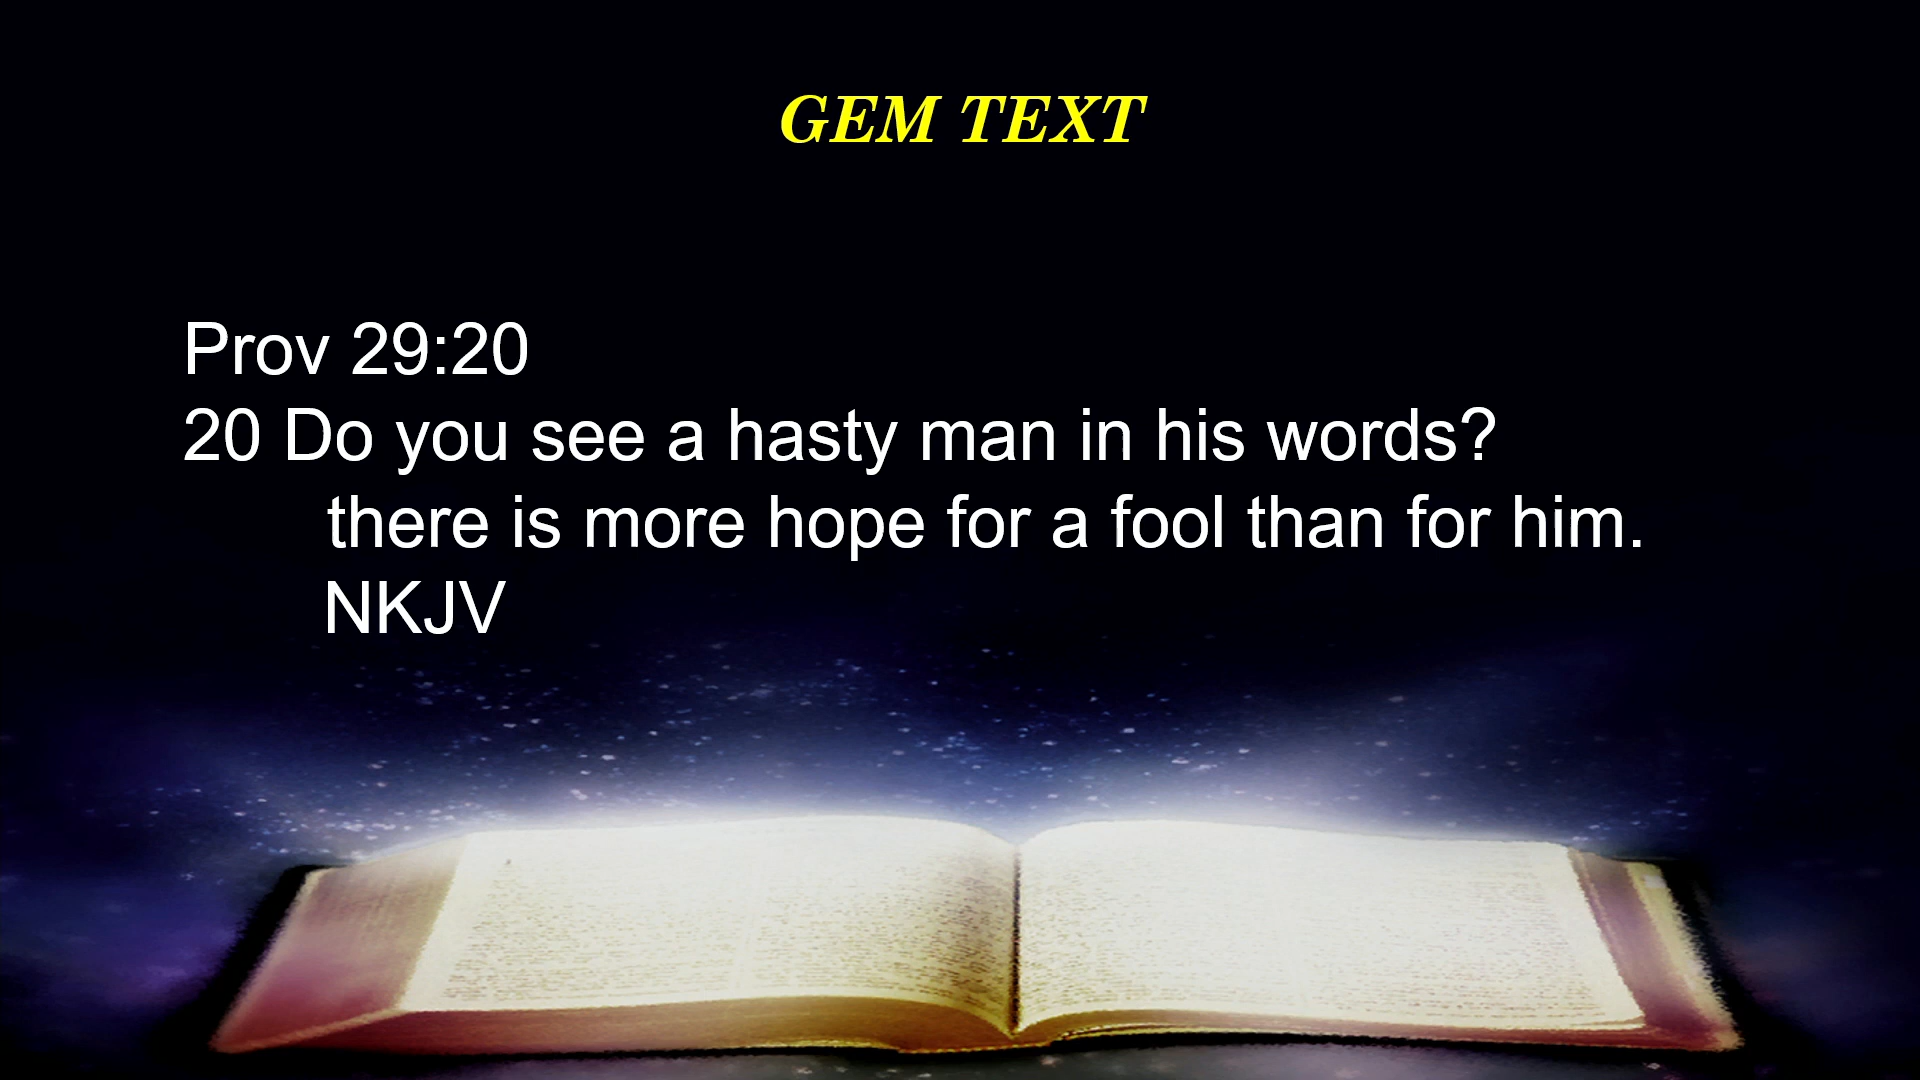 GEM TEXT
Prov 29:20
20 Do you see a hasty man in his words?
there is more hope for a fool than for him.
NKJV